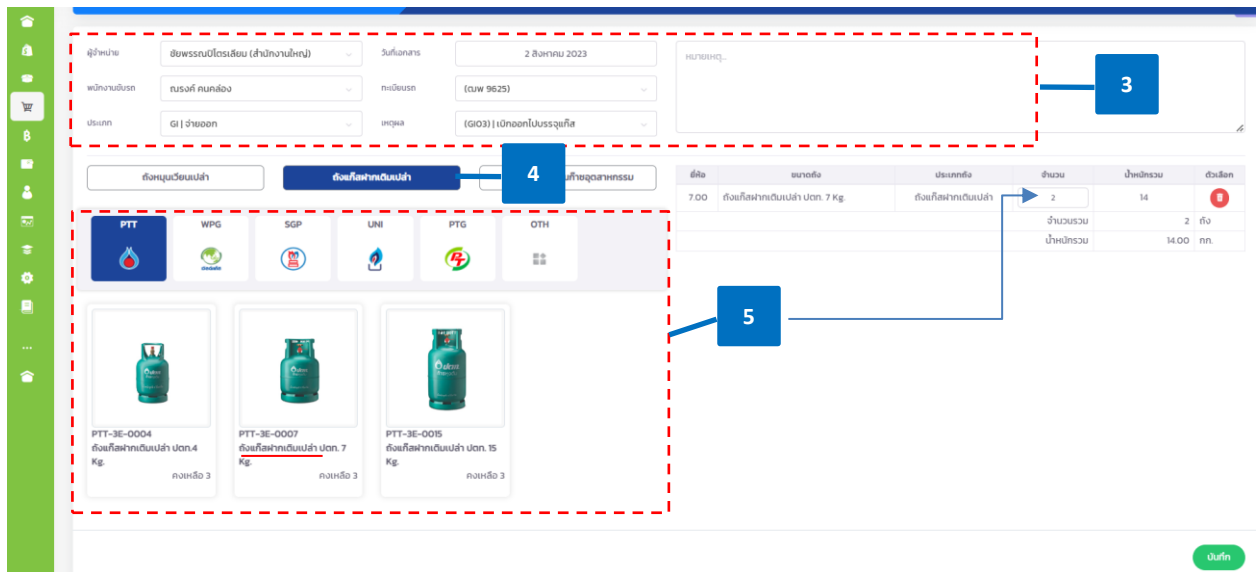 ผู้จำหน่าย
ชัยพรรณปิโตรเลียม (สำนักงานใหญ่)
วันที่เอกสาร
2 สิงหาคม 2023
หมายเหตุ..
พนักงานขับรถ
ณรงค์ คนคล่อง
ทะเบียนรถ
(ฒพ 9625)
3
ประเภท
GI | จ่ายออก
เหตุผล
(GIO3) | เบิกออกไปบรรจุแก๊ส
ถังหมุนเวียนเปล่า
ถังแก๊สฝากเติมเปล่า
4
ก๊าซอุตสาหกรรม
ยี่ห้อ
ขนาดถัง
ประเภทถัง
จำนวน
น้ำหนักรวม
ตัวเลือก
7.00
ถังแก๊สฝากเติมเปล่า ปตท. 7 Kg.
ถังแก๊สฝากเติมเปล่า
2
14
จำนวนรวม
2
ถัง
น้ำหนักรวม
14.00
กก.
PTT
WPG
SGP
UNI
PTG
OTH
5
PTT-3E-0004
ถังแก๊สฝากเติมเปล่า ปตท.4
Kg.
คงเหลือ 3
PTT-3E-0007
ถังแก๊สฝากเติมเปล่า ปตท. 7
Kg.
คงเหลือ 3
PTT-3E-0015
ถังแก๊สฝากเติมเปล่า ปตท. 15
Kg.
คงเหลือ 3
บันทึก